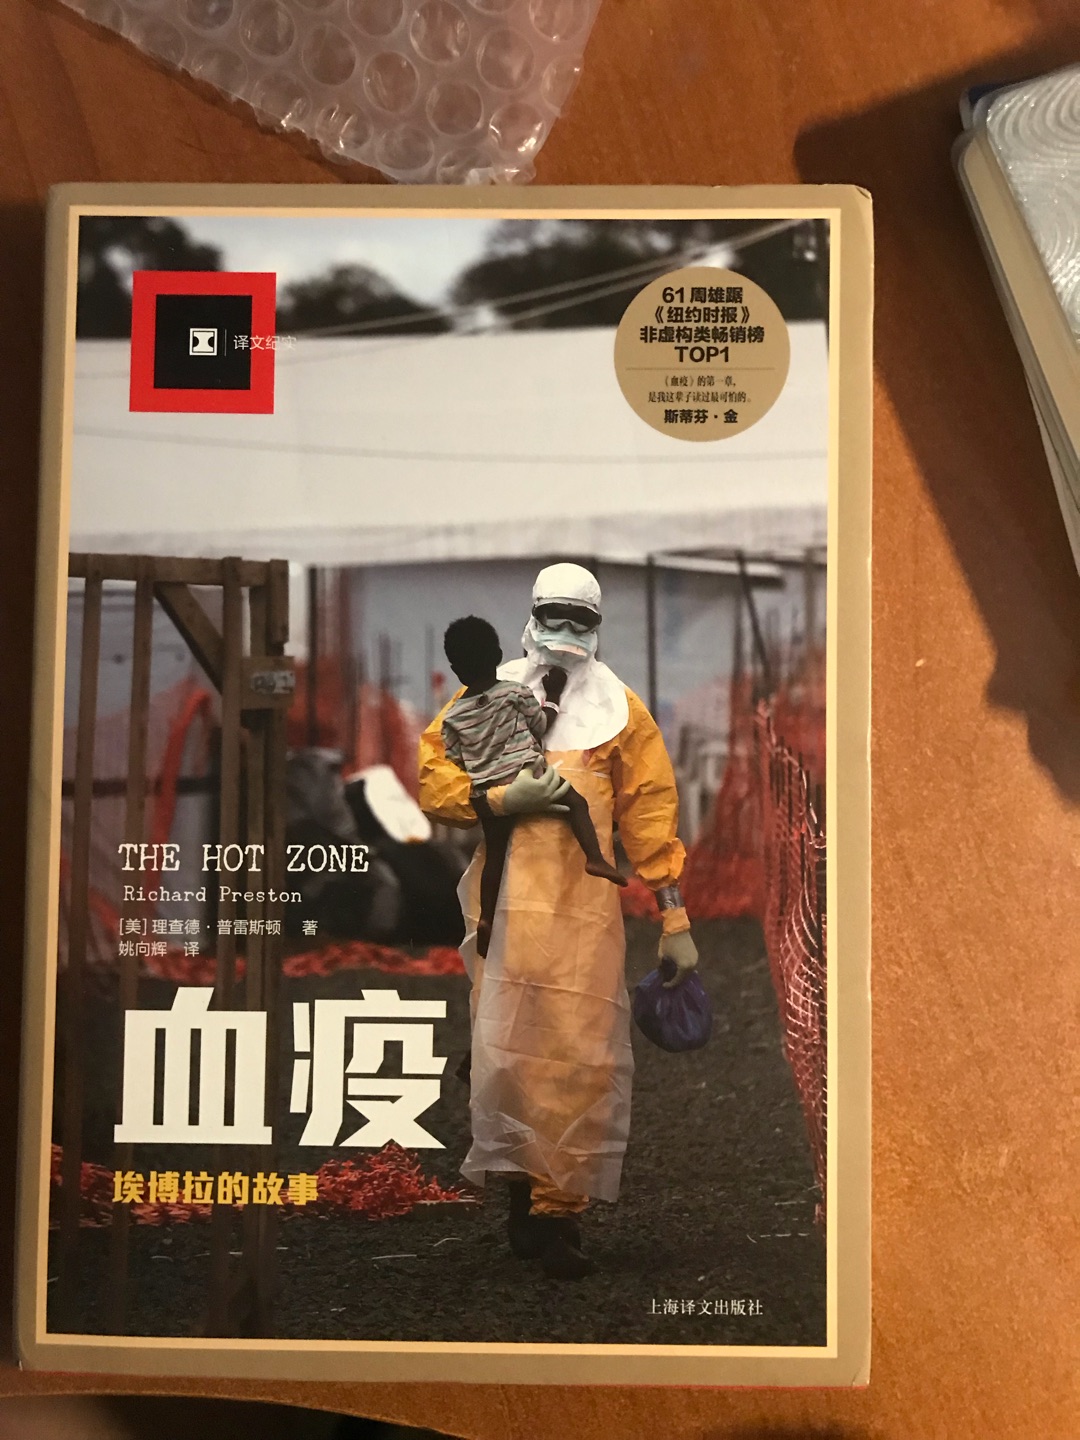 译文纪实
61周雄踞
《纽约时报》
非虚构类畅销榜
TOP1
《血疫》的第一章，
是我这辈子读过最可怕的。
斯蒂芬·金
THE HOT ZONE
Richard Preston
[美]理查德·普雷斯顿 著
姚向辉 译
血疫
埃博拉的故事
上海译文出版社